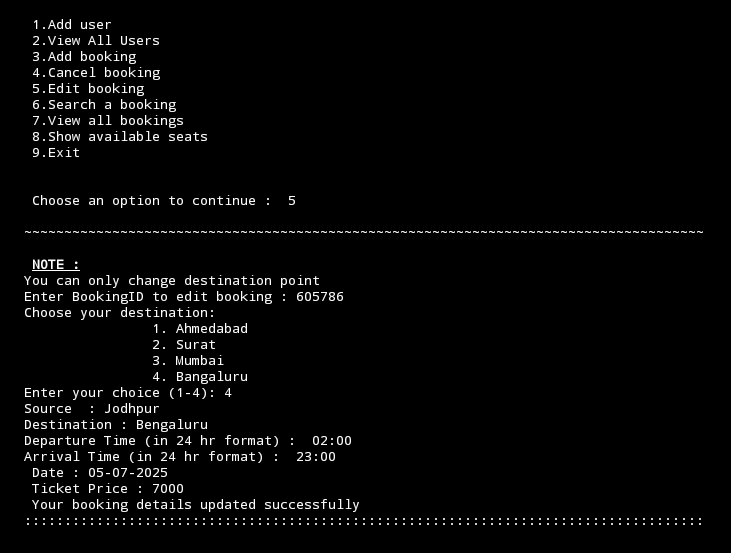 1.Add user
2.View All Users
3.Add booking
4.Cancel booking
5.Edit booking
6.Search a booking
7.View all bookings
8.Show available seats
9.Exit
Choose an option to continue :  5
~~~~~~~~~~~~~~~~~~~~~~~~~~~~~~~~~~~~~~~~~~~~~~~~~~~~~~~~~~~~~~~~~~~~~~~~~~~~~~~~~~~~~
NOTE :
You can only change destination point
Enter BookingID to edit booking : 605786
Choose your destination:
1. Ahmedabad
2. Surat
3. Mumbai
4. Bangaluru
Enter your choice (1-4): 4
Source  : Jodhpur
Destination : Bengaluru
Departure Time (in 24 hr format) :  02:00
Arrival Time (in 24 hr format) :  23:00
Date : 05-07-2025
Ticket Price : 7000
Your booking details updated successfully
:::::::::::::::::::::::::::::::::::::::::::::::::::::::::::::::::::::::::::::::::::::